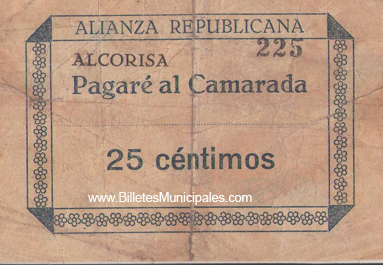 ALIANZA REPUBLICANA
225
ALCORISA
Pagaré al Camarada
25 céntimos
www.BilletesMunicipales.com